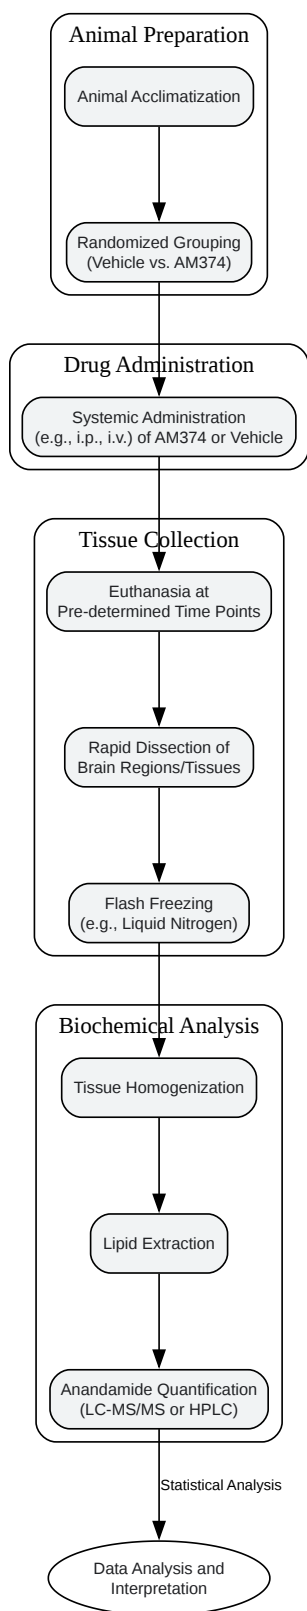 Animal Preparation
Animal Acclimatization
Randomized Grouping
(Vehicle vs. AM374)
Drug Administration
Systemic Administration
(e.g., i.p., i.v.) of AM374 or Vehicle
Tissue Collection
Euthanasia at
Pre-determined Time Points
Rapid Dissection of
Brain Regions/Tissues
Flash Freezing
(e.g., Liquid Nitrogen)
Biochemical Analysis
Tissue Homogenization
Lipid Extraction
Anandamide Quantification
(LC-MS/MS or HPLC)
Statistical Analysis
Data Analysis and
Interpretation